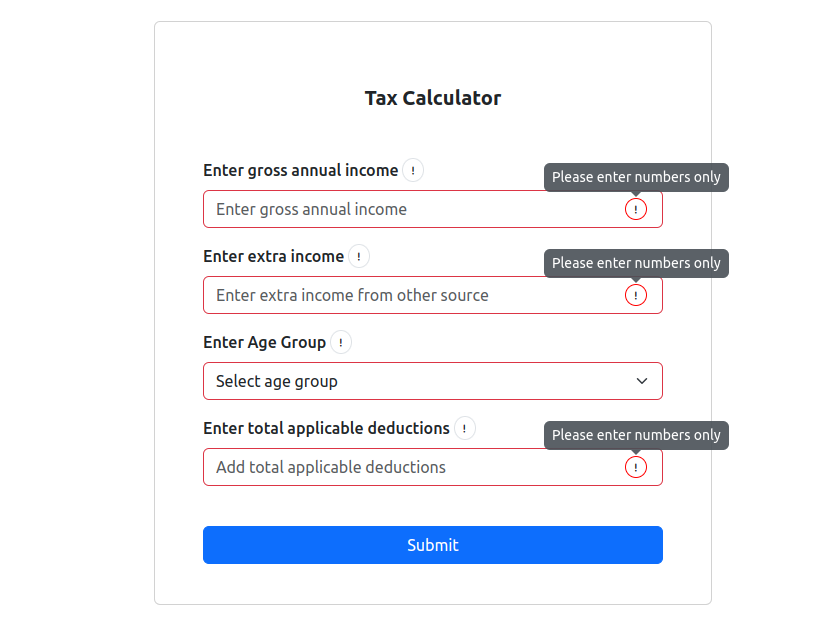 Tax Calculator
Enter gross annual income !
Please enter numbers only
Enter gross annual income !
Enter extra income !
Please enter numbers only
Enter extra income from other source !
Enter Age Group !
Select age group
Enter total applicable deductions !
Please enter numbers only
Add total applicable deductions !
Submit